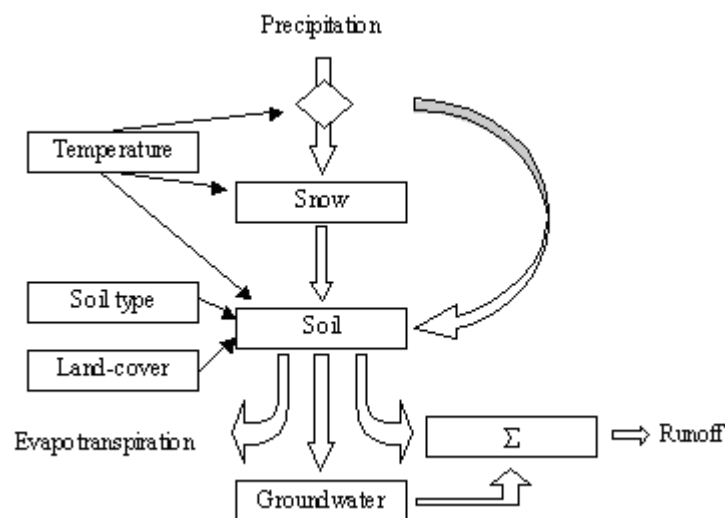 Precipitation
Temperature
Snow
Soil type
Soil
Land-cover
Evapotranspiration
Σ
Runoff
Groundwater